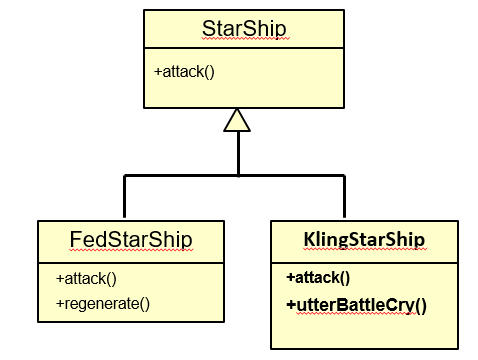 StarShip
+attack()
FedStarShip
+attack()
+regenerate()
KlingStarShip
+attack()
+utterBattleCry()